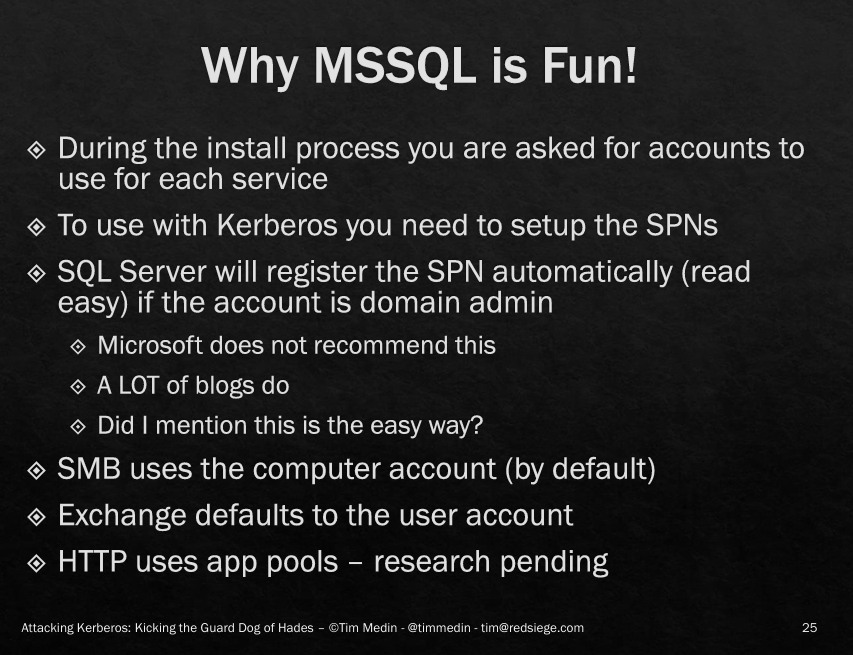 Why MSSQL is Fun!
During the install process you are asked for accounts to
use for each service
To use with Kerberos you need to setup the SPNs
SQL Server will register the SPN automatically (read
easy) if the account is domain admin
Microsoft does not recommend this
A LOT of blogs do
Did I mention this is the easy way?
SMB uses the computer account (by default)
Exchange defaults to the user account
HTTP uses app pools – research pending
Attacking Kerberos: Kicking the Guard Dog of Hades – ©Tim Medin - @timmedin - tim@redsiege.com 25